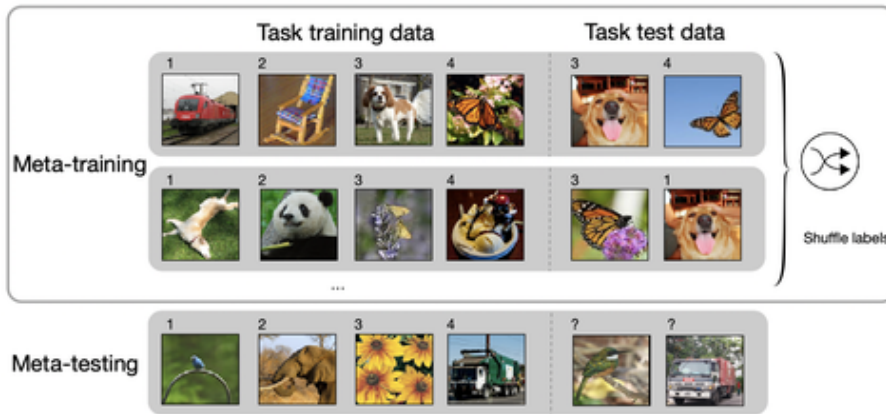 Task training data Task test data
1 2 3 4 3 4
Meta-training
1 2 3 4 3 1
Shuffle labels
...
1 2 3 4 ? ?
Meta-testing